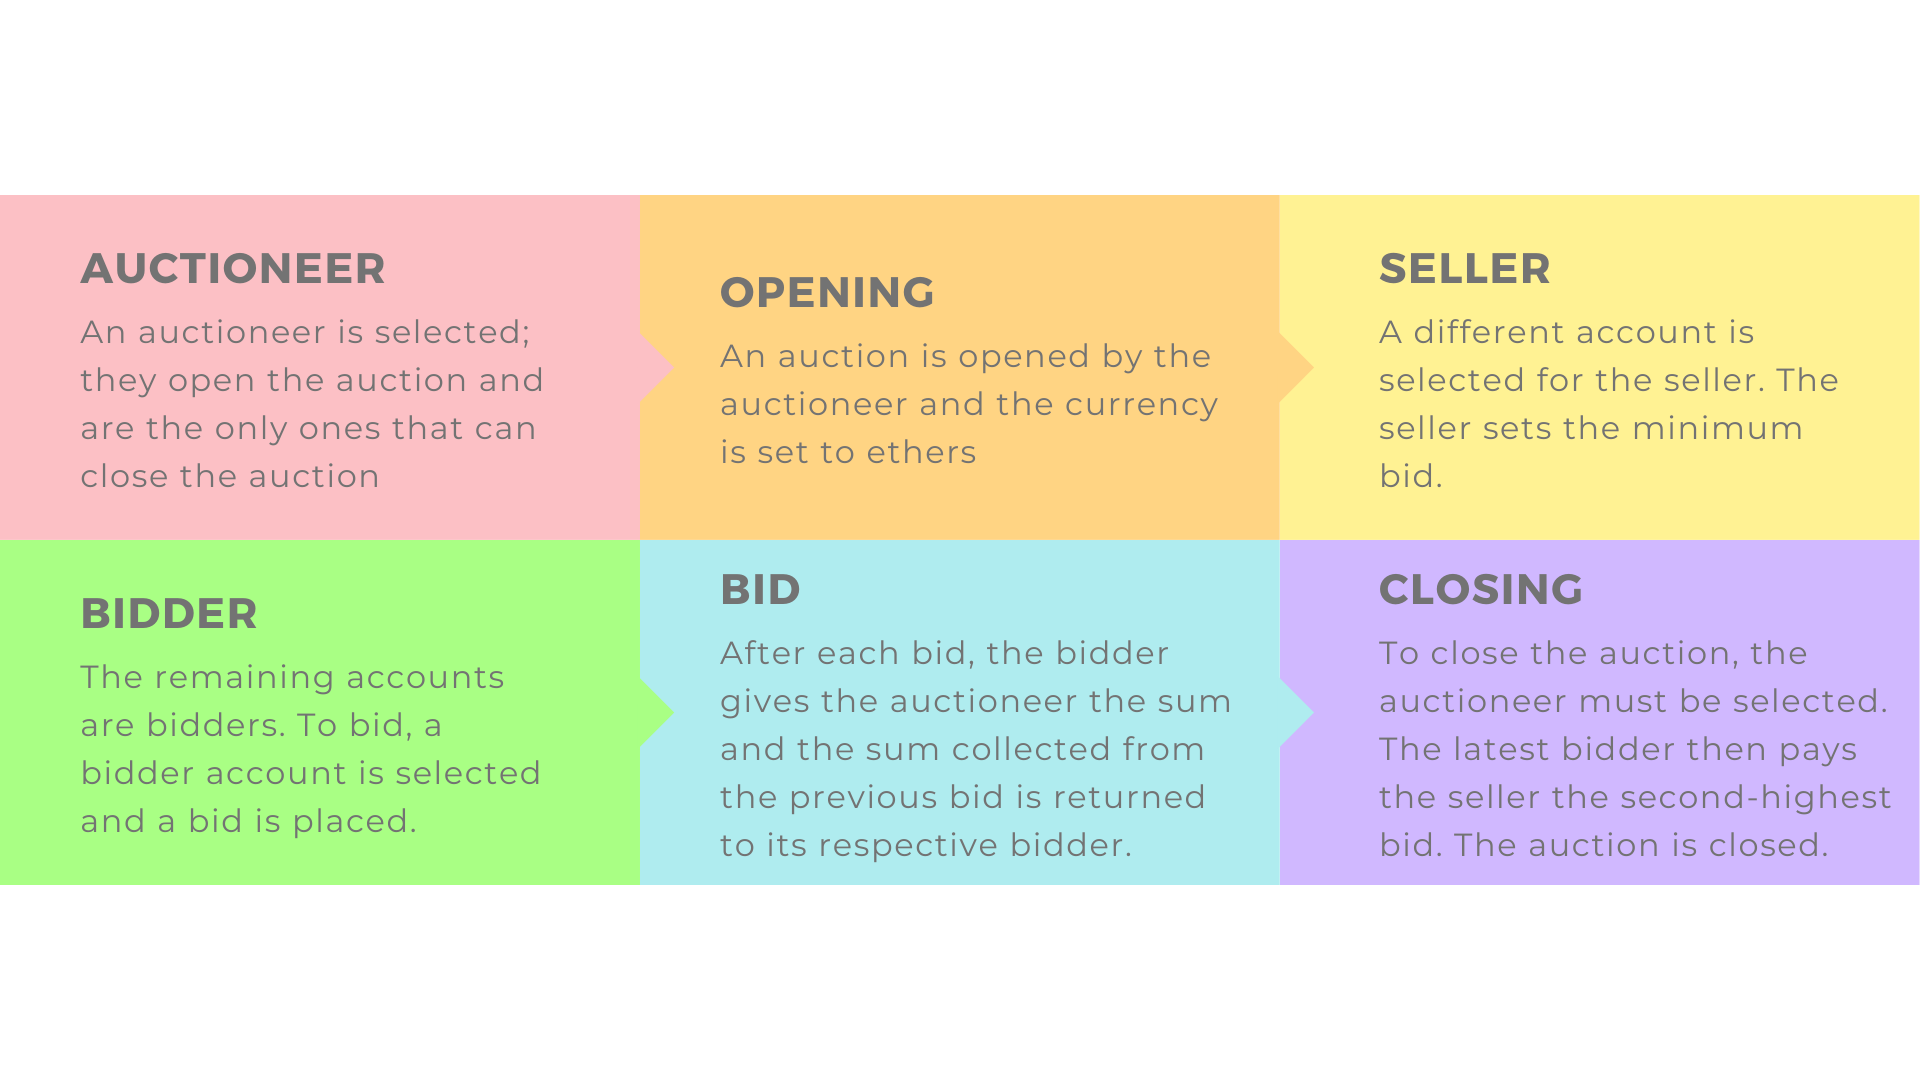 AUCTIONEER
An auctioneer is selected;
they open the auction and
are the only ones that can
close the auction
OPENING
An auction is opened by the
auctioneer and the currency
is set to ethers
SELLER
A different account is
selected for the seller. The
seller sets the minimum
bid.
BIDDER
The remaining accounts
are bidders. To bid, a
bidder account is selected
and a bid is placed.
BID
After each bid, the bidder
gives the auctioneer the sum
and the sum collected from
the previous bid is returned
to its respective bidder.
CLOSING
To close the auction, the
auctioneer must be selected.
The latest bidder then pays
the seller the second-highest
bid. The auction is closed.